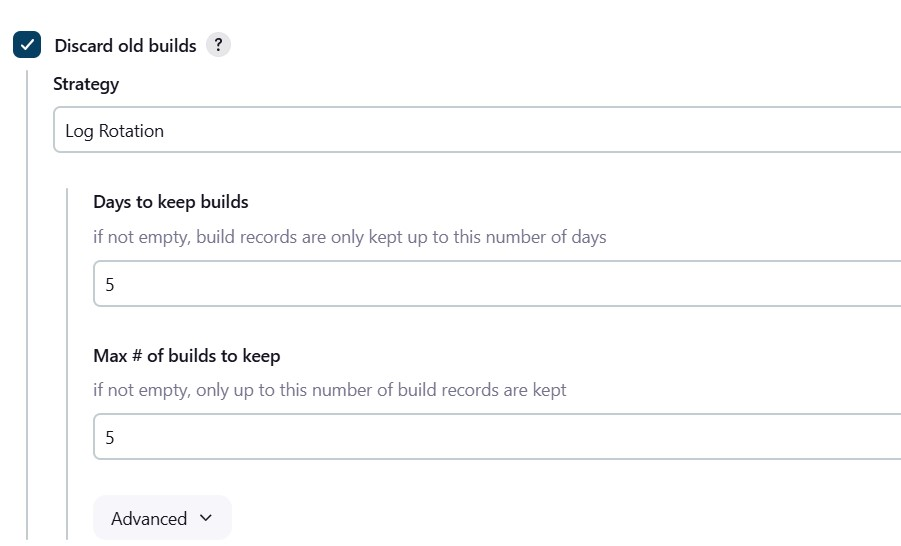 Discard old builds ?
Strategy
Log Rotation
Days to keep builds
if not empty, build records are only kept up to this number of days
5
Max # of builds to keep
if not empty, only up to this number of build records are kept
5
Advanced